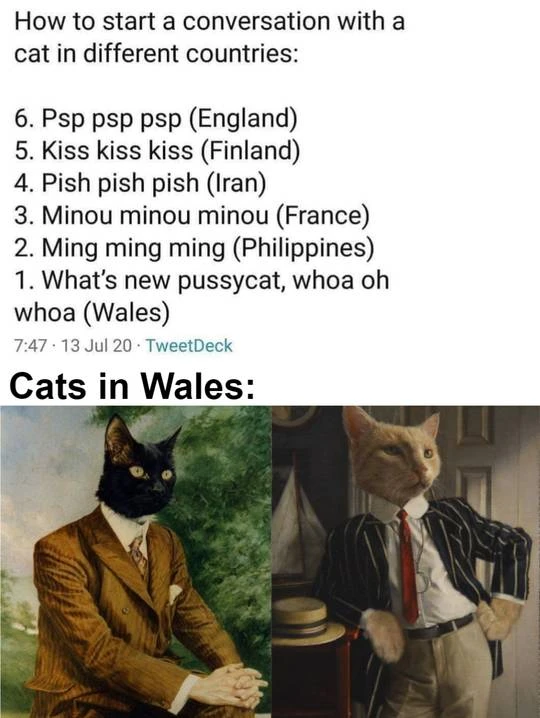 How to start a conversation with a
cat in different countries:
6. Psp psp psp (England)
5. Kiss kiss kiss (Finland)
4. Pish pish pish (Iran)
3. Minou minou minou (France)
2. Ming ming ming (Philippines)
1. What’s new pussycat, whoa oh
whoa (Wales)
7:47 · 13 Jul 20 · TweetDeck
Cats in Wales: